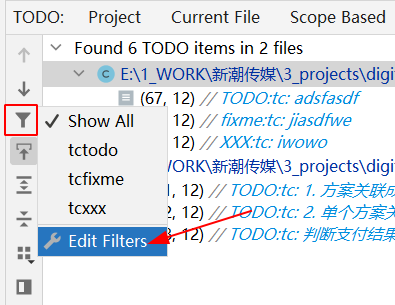 TODO: Project Current File Scope Based
Found 6 TODO items in 2 files
E:\1_WORK\新潮传媒\3_projects\digi
(67, 12) // TODO:tc: adsfasdf
12) // fixme:tc: jiasdfwe
12) // XXX:tc: iwowo
Show All
tctodo
tcfixme
tcxxx
Edit Filters
WORK\新潮传媒\3_projects\digi
1, 12) // TODO:tc: 1. 方案关联成
2, 12) // TODO:tc: 2. 单个方案关
3, 12) // TODO:tc: 判断支付结果